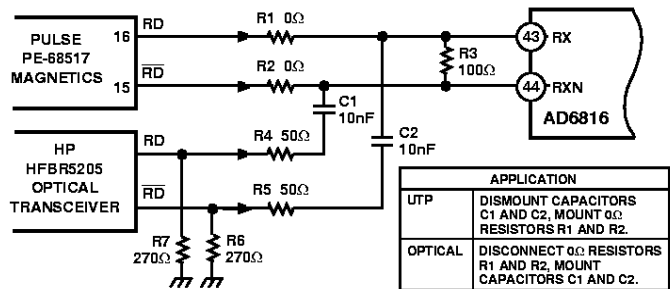 PULSE
PE-68517
MAGNETICS
16
RD
R1 0Ω
15
RD
R2 0Ω
R3
100Ω
43
RX
44
RXN
AD6816
C1
10nF
C2
10nF
HP
HFBR5205
OPTICAL
TRANSCEIVER
RD
R4 50Ω
RD
R5 50Ω
R7
270Ω
R6
270Ω
APPLICATION
UTP
DISMOUNT CAPACITORS
C1 AND C2, MOUNT 0Ω
RESISTORS R1 AND R2.
OPTICAL
DISCONNECT 0Ω RESISTORS
R1 AND R2, MOUNT
CAPACITORS C1 AND C2.